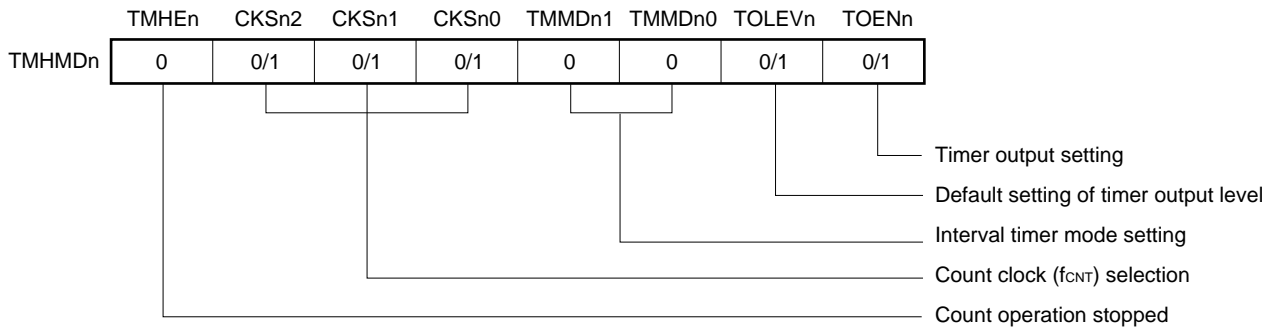 TMHEn CKSn2 CKSn1 CKSn0 TMMDn1 TMMDn0 TOLEVn TOENn
TMHMDn 0 0/1 0/1 0/1 0 0 0/1 0/1
Timer output setting
Default setting of timer output level
Interval timer mode setting
Count clock (fCNT) selection
Count operation stopped